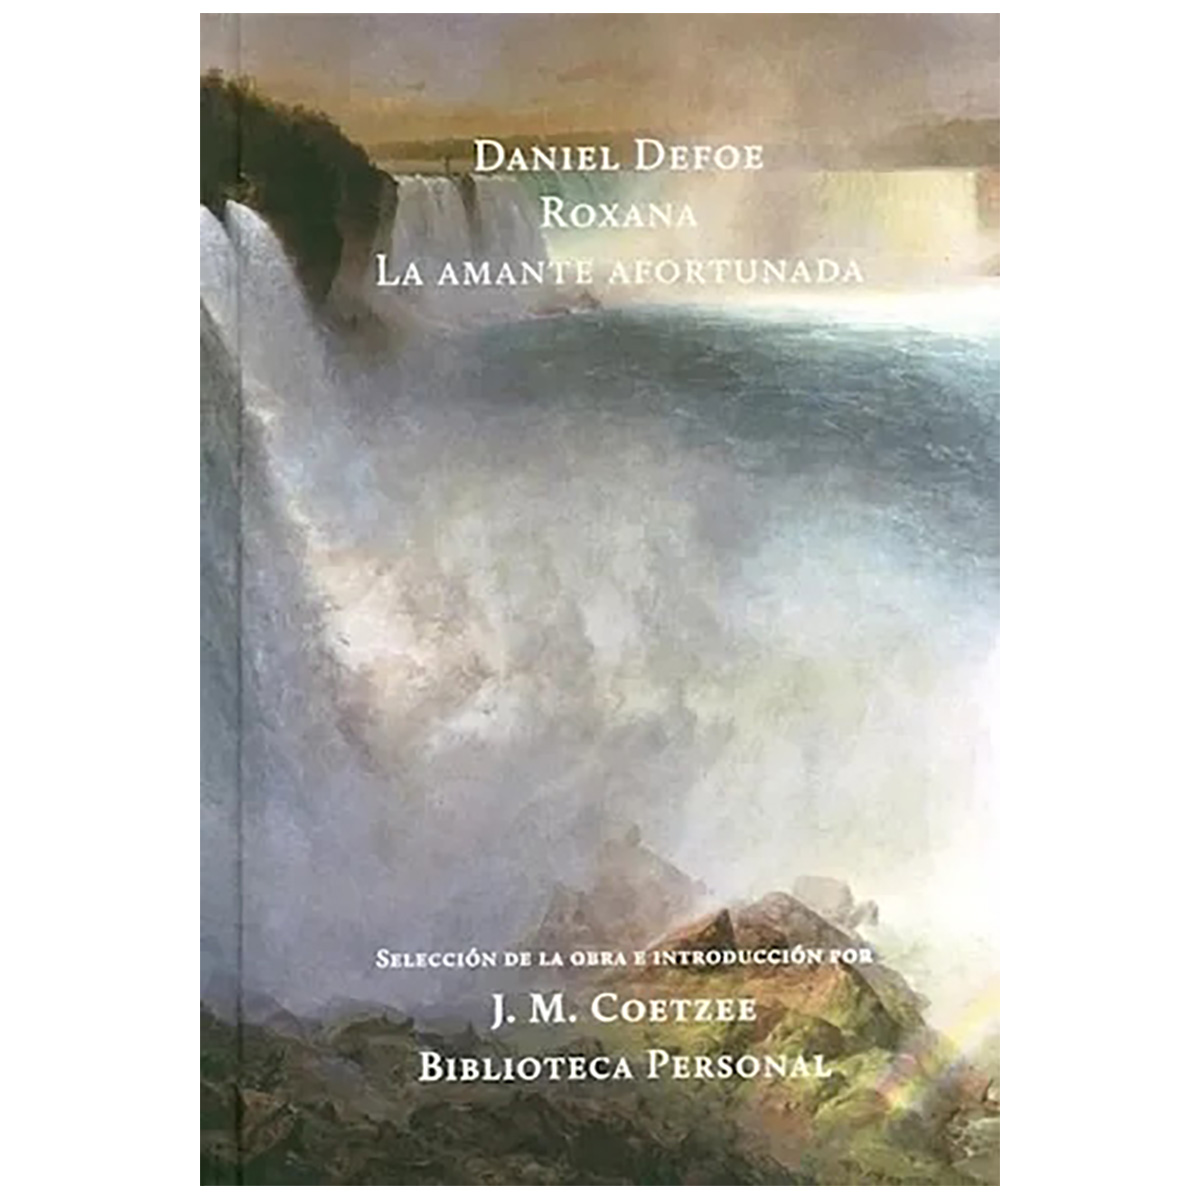 Daniel Defoe
Roxana
La amante afortunada
Selección de la obra e introducción por
J. M. Coetzee
Biblioteca Personal